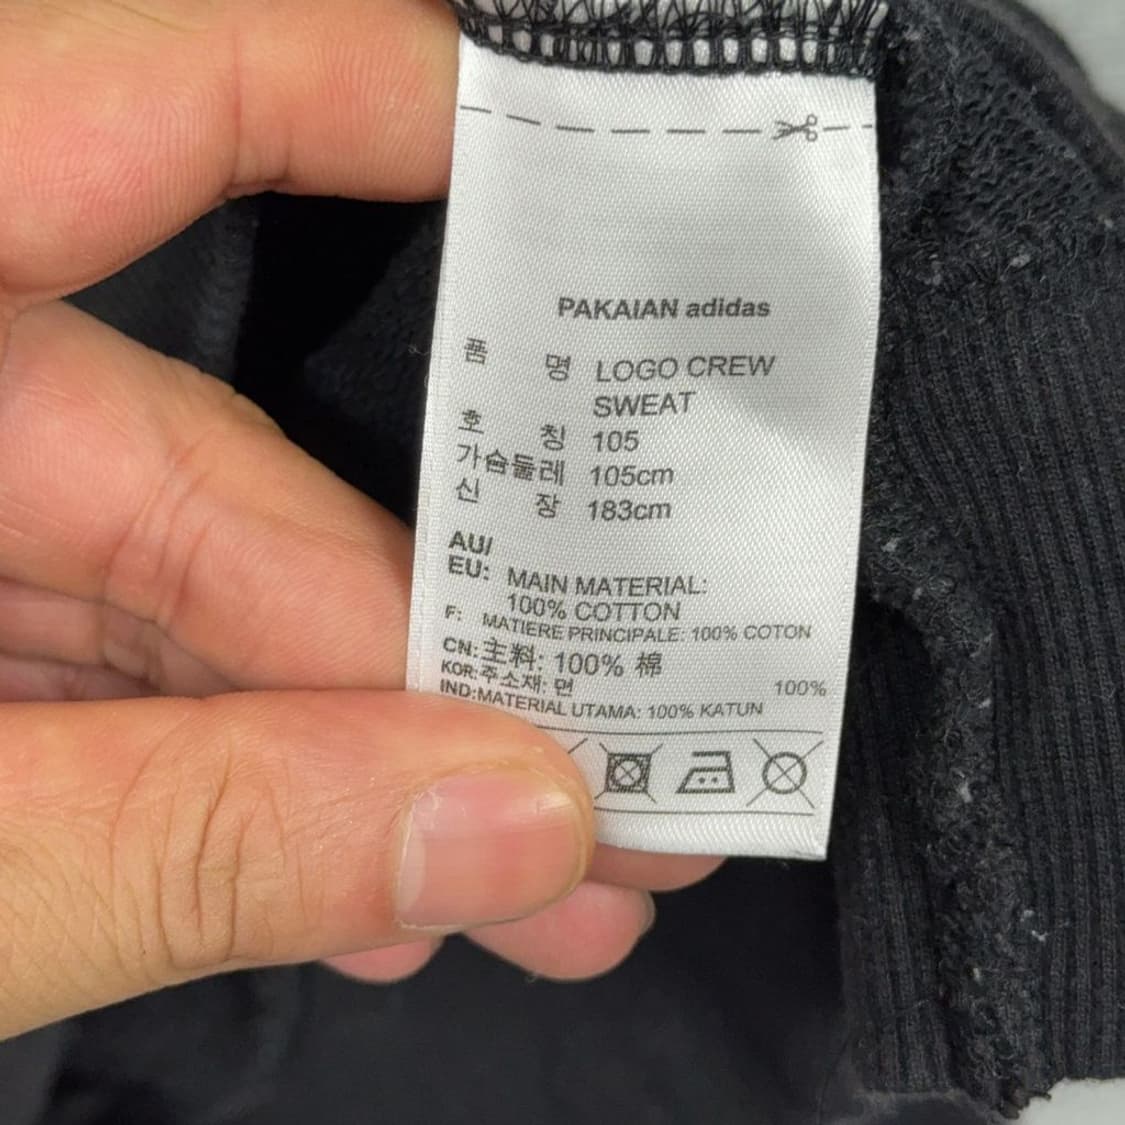 PAKAIAN adidas
품 명 LOGO CREW
SWEAT
호 칭 105
가슴둘레 105cm
신 장 183cm
AU/
EU: MAIN MATERIAL:
100% COTTON
F: MATIERE PRINCIPALE: 100% COTON
CN: 主料: 100% 棉
KOR: 주소재: 면 100%
IND: MATERIAL UTAMA: 100% KATUN